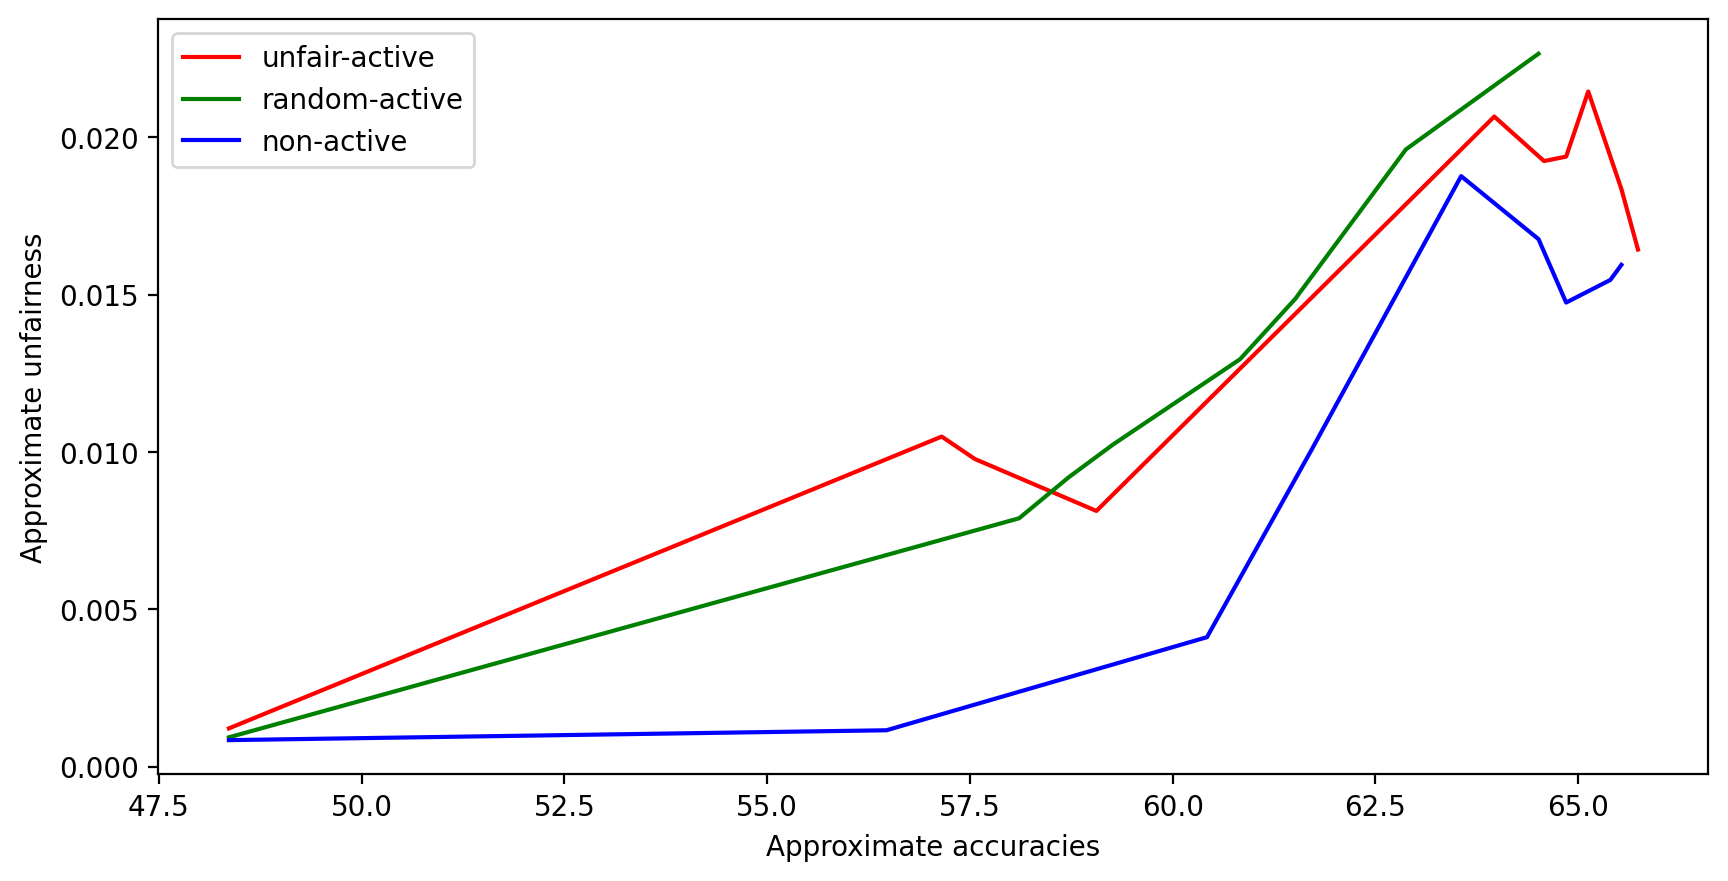 unfair-active
random-active
non-active
Approximate unfairness
0.020
0.015
0.010
0.005
0.000
47.5 50.0 52.5 55.0 57.5 60.0 62.5 65.0
Approximate accuracies